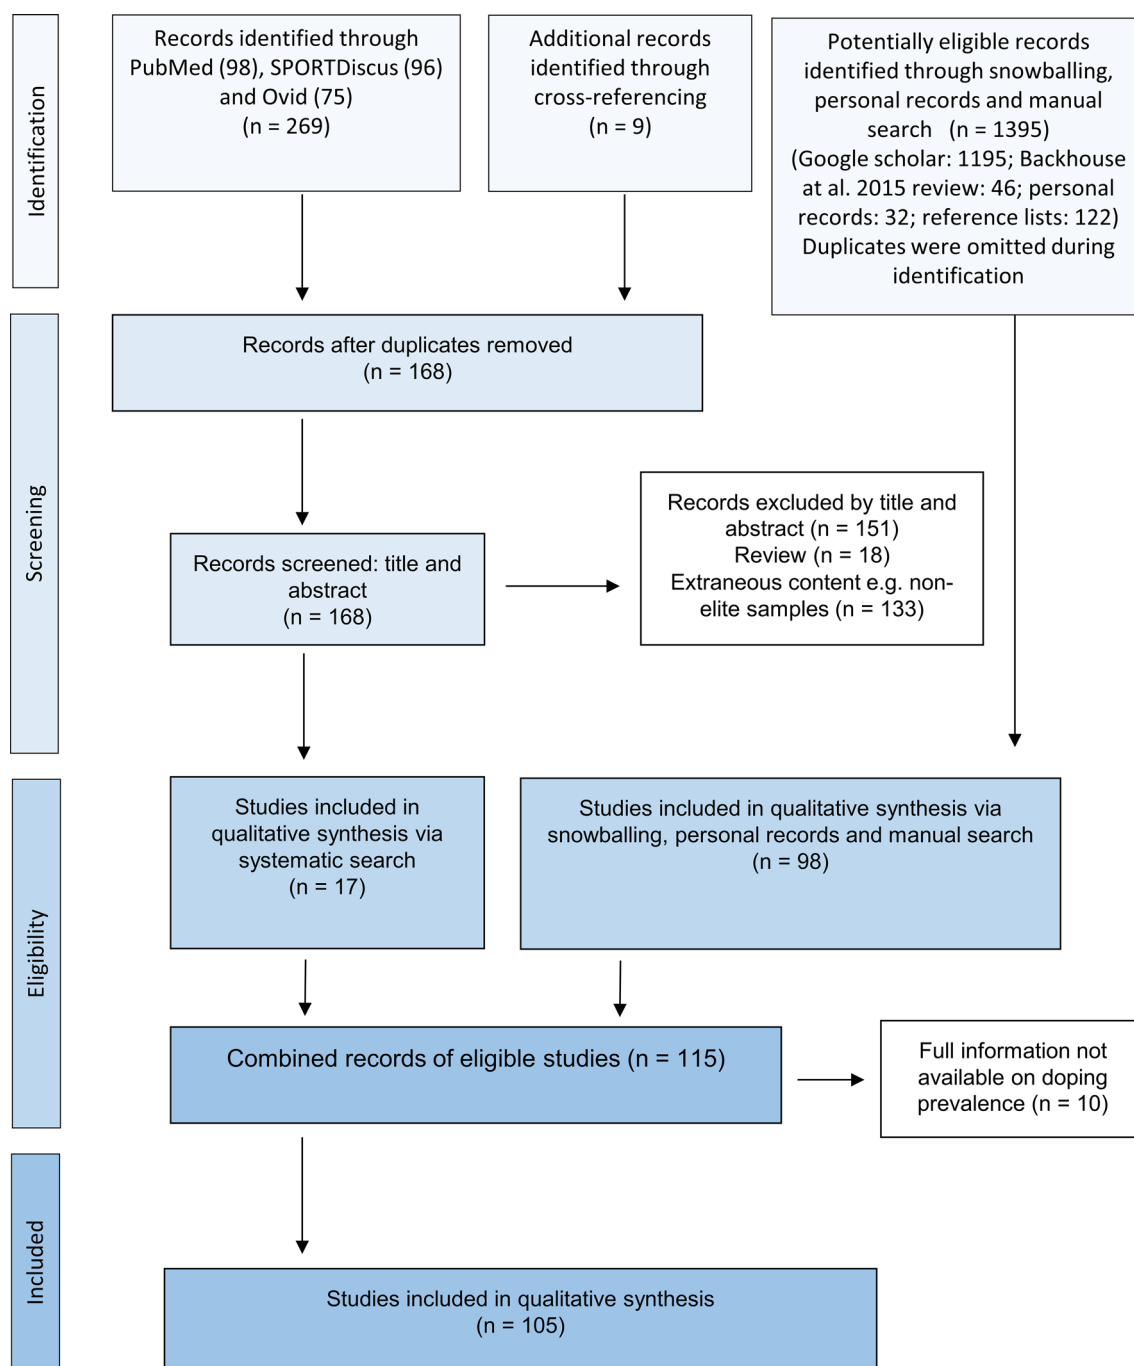 Identification
Records identified through
PubMed (98), SPORTDiscus (96)
and Ovid (75)
(n = 269)
Additional records
identified through
cross-referencing
(n = 9)
Potentially eligible records
identified through snowballing,
personal records and manual
search (n = 1395)
(Google scholar: 1195; Backhouse
at al. 2015 review: 46; personal
records: 32; reference lists: 122)
Duplicates were omitted during
identification
Screening
Records after duplicates removed
(n = 168)
Records screened: title and
abstract
(n = 168)
Records excluded by title and
abstract (n = 151)
Review (n = 18)
Extraneous content e.g. non-
elite samples (n = 133)
Eligibility
Studies included in
qualitative synthesis via
systematic search
(n = 17)
Studies included in qualitative synthesis via
snowballing, personal records and manual search
(n = 98)
Combined records of eligible studies (n = 115)
Full information not
available on doping
prevalence (n = 10)
Included
Studies included in qualitative synthesis
(n = 105)